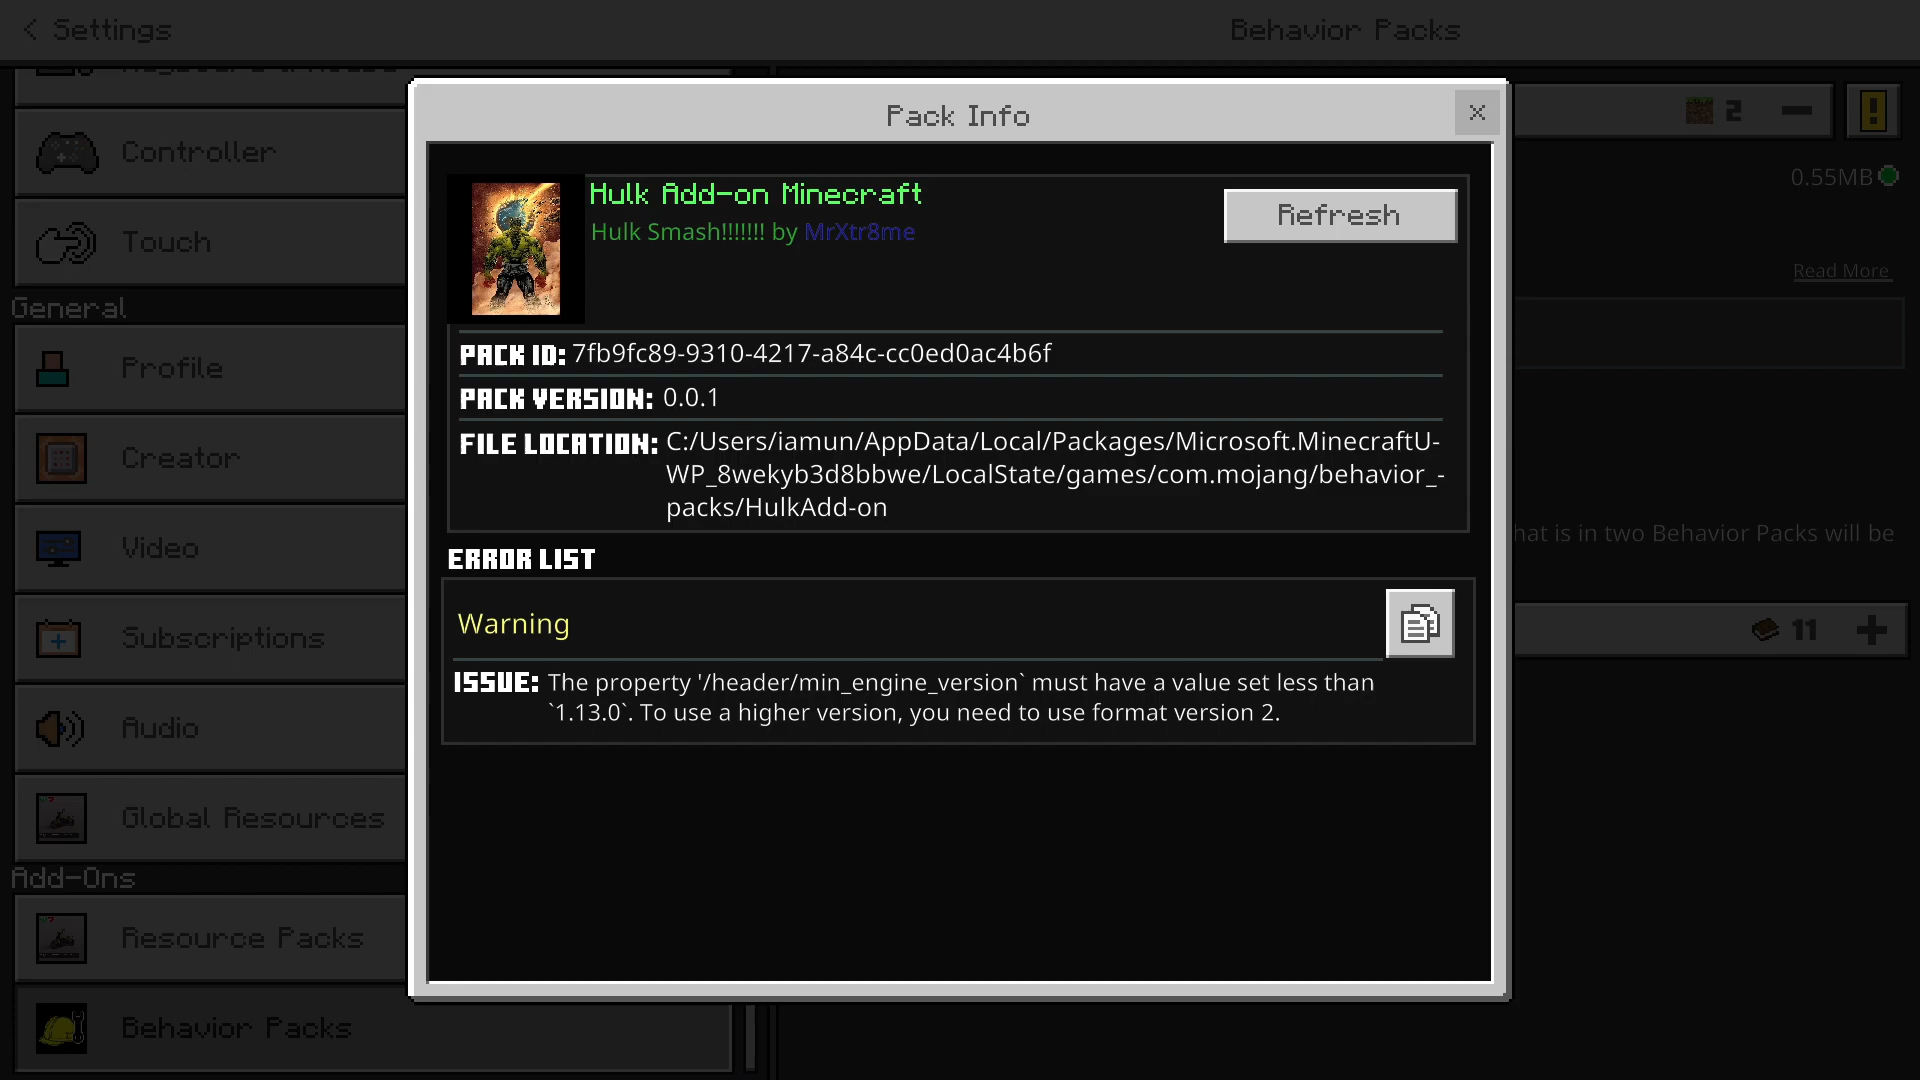 Settings
Behavior Packs
Controller
Touch
General
Profile
Creator
Video
Subscriptions
Audio
Global Resources
Add-Ons
Resource Packs
Behavior Packs
Pack Info
Hulk Add-on Minecraft
Hulk Smash!!!!!!! by MrXtr8me
Refresh
PACK ID: 7fb9fc89-9310-4217-a84c-cc0ed0ac4b6f
PACK VERSION: 0.0.1
FILE LOCATION: C:/Users/iamun/AppData/Local/Packages/Microsoft.MinecraftU-
WP_8wekyb3d8bbwe/LocalState/games/com.mojang/behavior_-
packs/HulkAdd-on
ERROR LIST
Warning
ISSUE: The property '/header/min_engine_version` must have a value set less than
`1.13.0`. To use a higher version, you need to use format version 2.
2
0.55MB
Read More
hat is in two Behavior Packs will be
11